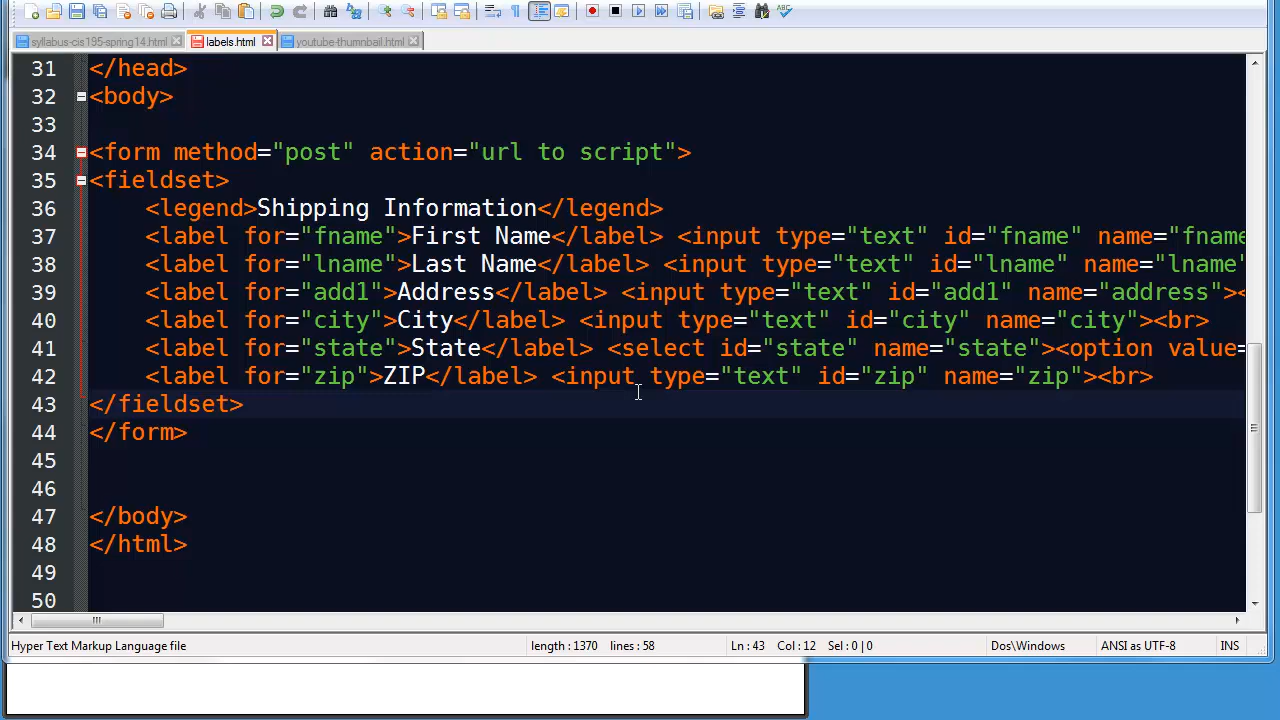 syllabus-cis195-spring14.html labels.html youtube-thumnbail.html
31 </head>
32 <body>
33
34 <form method="post" action="url to script">
35 <fieldset>
36 <legend>Shipping Information</legend>
37 <label for="fname">First Name</label> <input type="text" id="fname" name="fname
38 <label for="lname">Last Name</label> <input type="text" id="lname" name="lname"
39 <label for="add1">Address</label> <input type="text" id="add1" name="address"><
40 <label for="city">City</label> <input type="text" id="city" name="city"><br>
41 <label for="state">State</label> <select id="state" name="state"><option value=
42 <label for="zip">ZIP</label> <input type="text" id="zip" name="zip"><br>
43 </fieldset>
44 </form>
45
46
47 </body>
48 </html>
49
50
Hyper Text Markup Language file length : 1370 lines : 58 Ln : 43 Col : 12 Sel : 0 | 0 Dos\Windows ANSI as UTF-8 INS